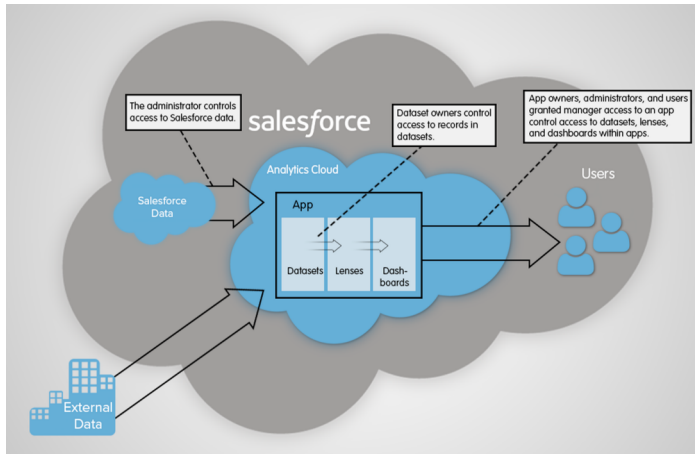 The administrator controls
access to Salesforce data.
salesforce
Dataset owners control
access to records in
datasets.
App owners, administrators, and users
granted manager access to an app
control access to datasets, lenses,
and dashboards within apps.
Analytics Cloud
Users
Salesforce
Data
App
Datasets
Lenses
Dash-
boards
External
Data